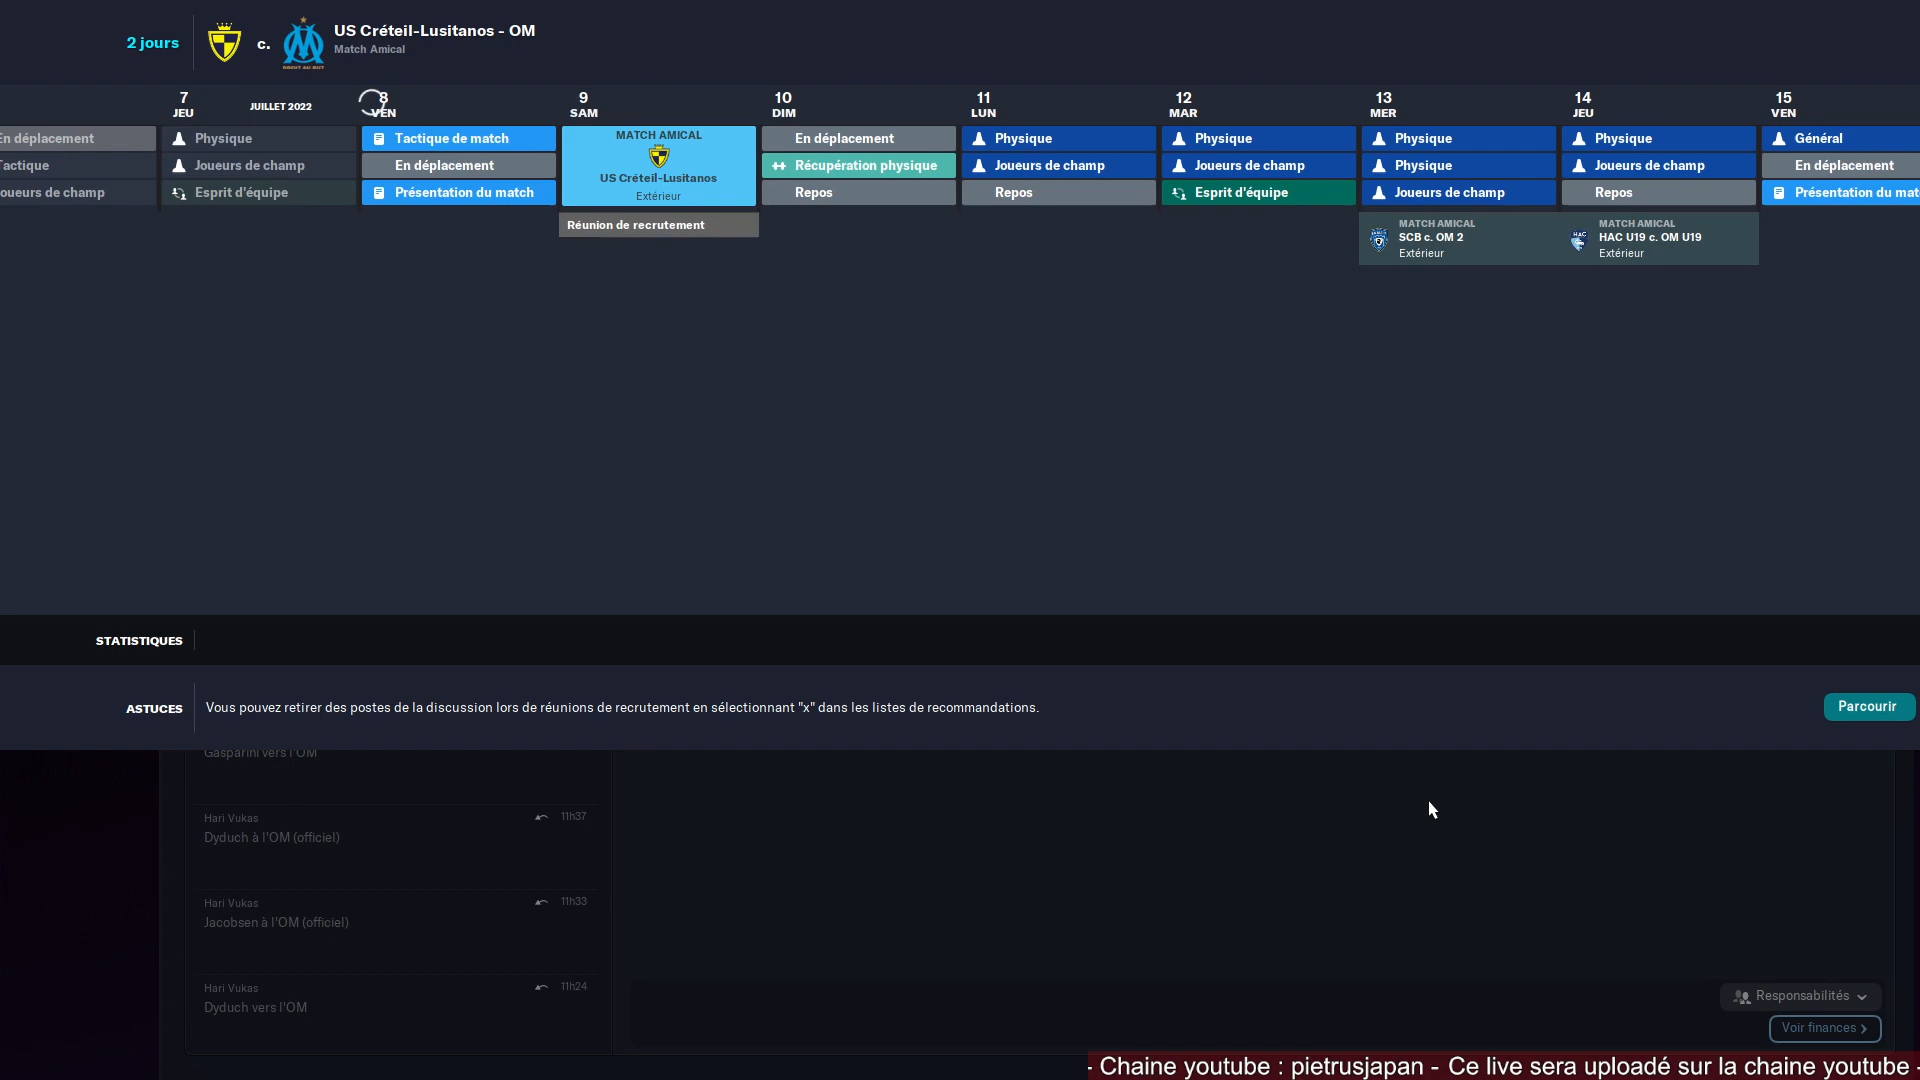 2 jours
c.
US Créteil-Lusitanos - OM
Match Amical
DROIT AU BUT
7
JEU
JUILLET 2022
8
VEN
9
SAM
10
DIM
11
LUN
12
MAR
13
MER
14
JEU
15
VEN
En déplacement
Tactique
Joueurs de champ
Physique
Joueurs de champ
Esprit d'équipe
Tactique de match
En déplacement
Présentation du match
MATCH AMICAL
US Créteil-Lusitanos
Extérieur
Réunion de recrutement
En déplacement
Récupération physique
Repos
Physique
Joueurs de champ
Repos
Physique
Joueurs de champ
Esprit d'équipe
Physique
Physique
Joueurs de champ
MATCH AMICAL
SCB c. OM 2
Extérieur
Physique
Joueurs de champ
Repos
HAC
MATCH AMICAL
HAC U19 c. OM U19
Extérieur
Général
En déplacement
Présentation du mat
STATISTIQUES
ASTUCES
Vous pouvez retirer des postes de la discussion lors de réunions de recrutement en sélectionnant "x" dans les listes de recommandations.
Parcourir
Gasparini vers l'OM
Hari Vukas
11h37
Dyduch à l'OM (officiel)
Hari Vukas
11h33
Jacobsen à l'OM (officiel)
Hari Vukas
11h24
Dyduch vers l'OM
Responsabilités
Voir finances
- Chaine youtube : pietrusjapan - Ce live sera uploadé sur la chaine youtube -